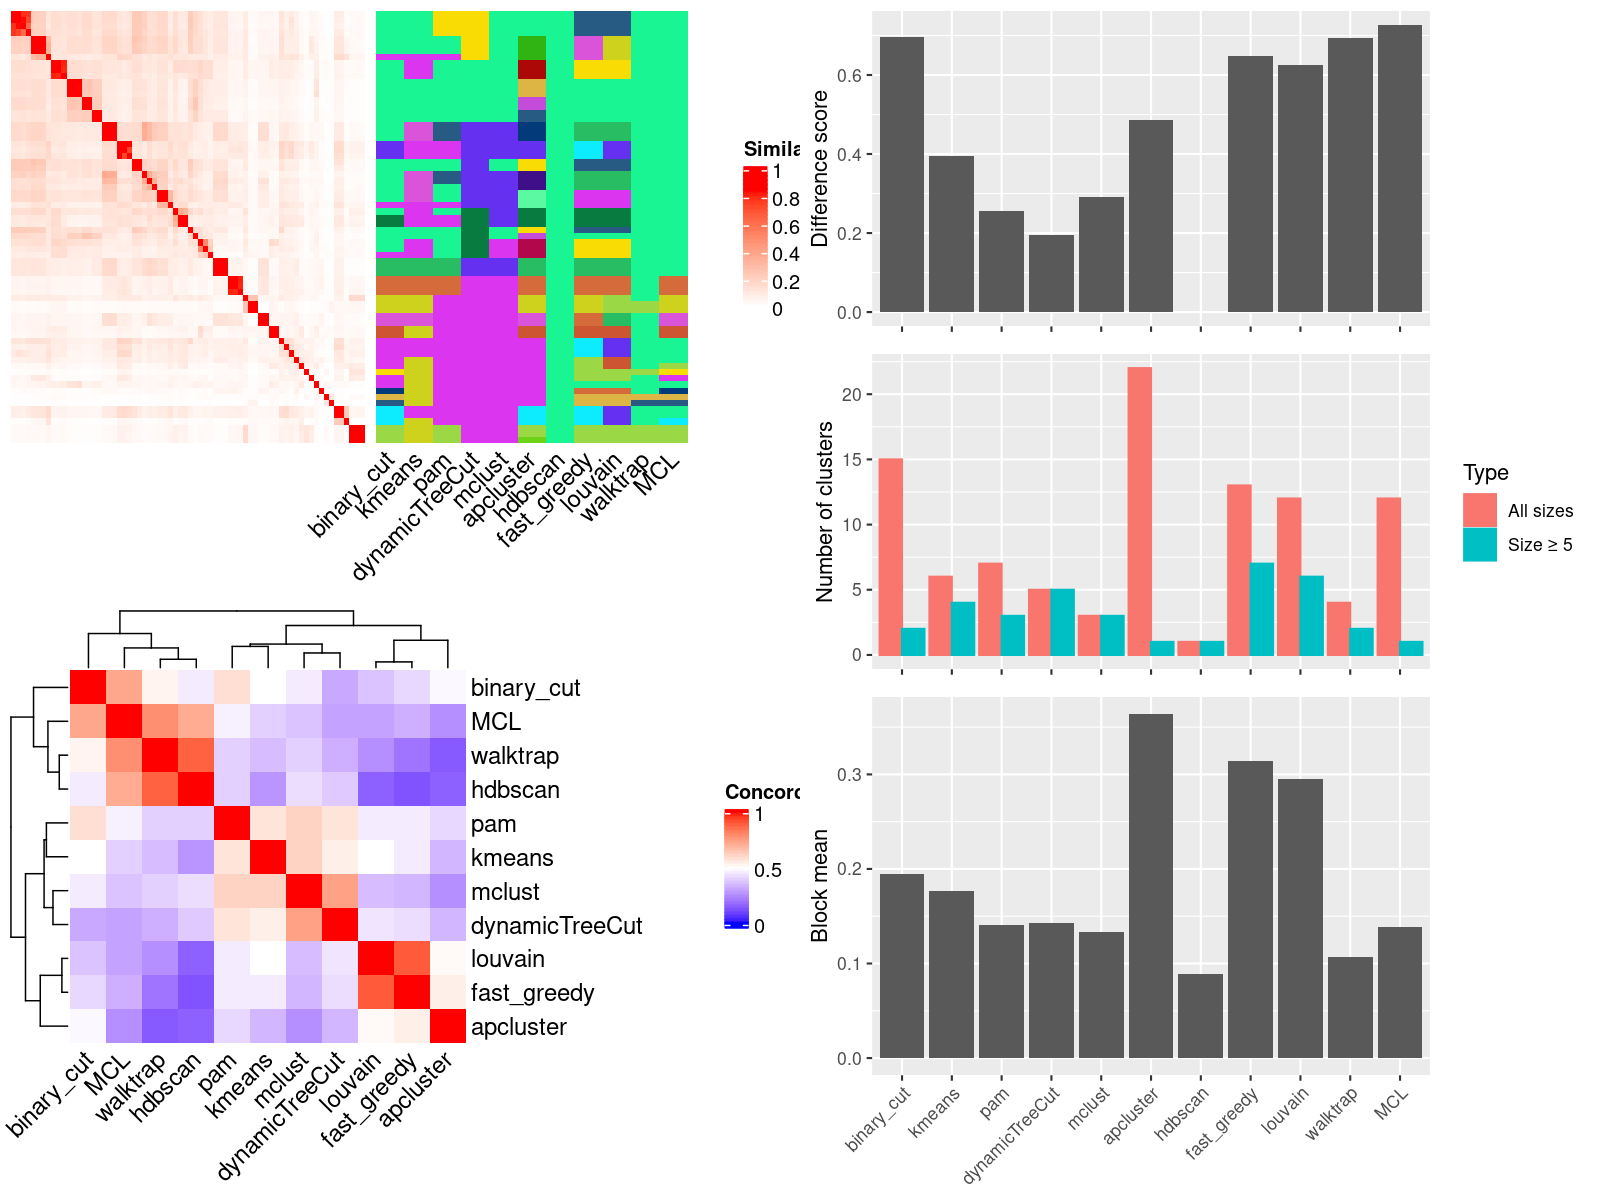 Simila
1
0.8
0.6
0.4
0.2
0
binary_cut
kmeans
pam
dynamicTreeCut
mclust
apcluster
hdbscan
fast_greedy
louvain
walktrap
MCL
binary_cut
MCL
walktrap
hdbscan
pam
kmeans
mclust
dynamicTreeCut
louvain
fast_greedy
apcluster
binary_cut
MCL
walktrap
hdbscan
pam
kmeans
mclust
dynamicTreeCut
louvain
fast_greedy
apcluster
Concord
1
0.5
0
Difference score
0.6
0.4
0.2
0.0
Number of clusters
20
15
10
5
0
Type
All sizes
Size ≥ 5
Block mean
0.3
0.2
0.1
0.0
binary_cut
kmeans
pam
dynamicTreeCut
mclust
apcluster
hdbscan
fast_greedy
louvain
walktrap
MCL